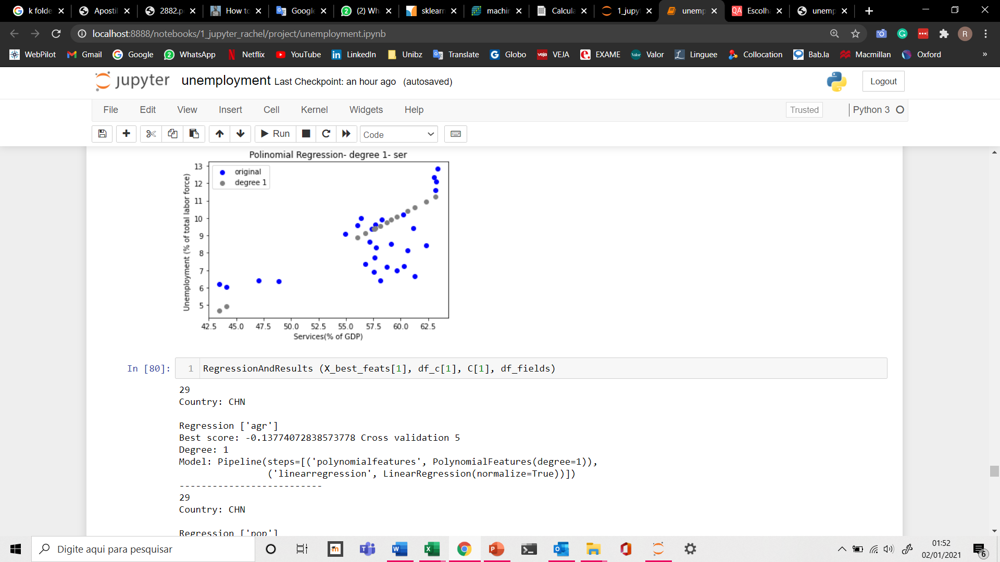 k folde Apostil 2882.p How to Google (2) Wh sklearn machin Calcula 1_jupy unemp Escolh unemp
localhost:8888/notebooks/1_jupyter_rachel/project/unemployment.ipynb R
WebPilot Gmail Google WhatsApp Netflix YouTube LinkedIn Unibz Translate Globo VEJA EXAME Valor Linguee Collocation Bab.la Macmillan Oxford »
jupyter unemployment Last Checkpoint: an hour ago (autosaved) Logout
File Edit View Insert Cell Kernel Widgets Help Trusted Python 3
Run Code
Polinomial Regression- degree 1- ser
original
degree 1
Unemployment (% of total labor force)
13
12
11
10
9
8
7
6
5
42.5 45.0 47.5 50.0 52.5 55.0 57.5 60.0 62.5
Services(% of GDP)
In [80]: 1 RegressionAndResults (X_best_feats[1], df_c[1], C[1], df_fields)
29
Country: CHN
Regression ['agr']
Best score: -0.13774072838573778 Cross validation 5
Degree: 1
Model: Pipeline(steps=[('polynomialfeatures', PolynomialFeatures(degree=1)),
('linearregression', LinearRegression(normalize=True))])
--------------------------
29
Country: CHN
Regression ['pop']
Digite aqui para pesquisar
01:52
02/01/2021
6